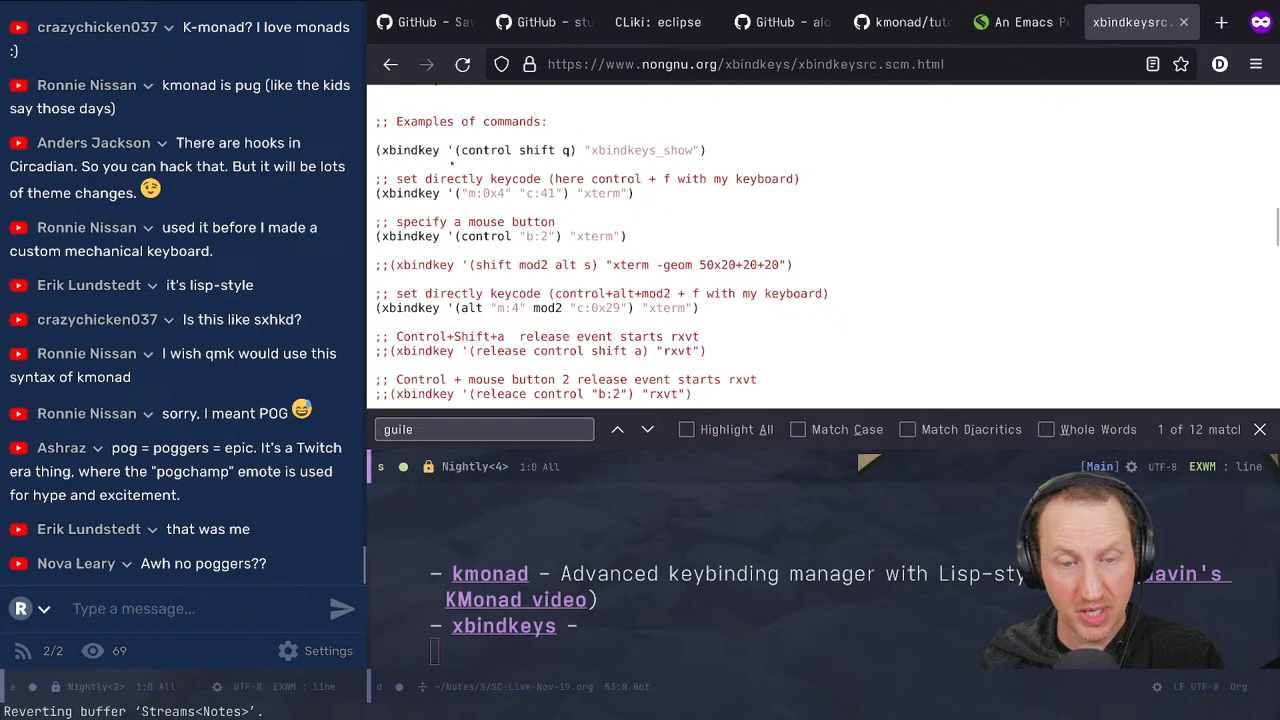 crazychicken037 K-monad? I love monads
:)
Ronnie Nissan kmonad is pug (like the kids
say those days)
Anders Jackson There are hooks in
Circadian. So you can hack that. But it will be lots
of theme changes. 😉
Ronnie Nissan used it before I made a
custom mechanical keyboard.
Erik Lundstedt it's lisp-style
crazychicken037 Is this like sxhkd?
Ronnie Nissan I wish qmk would use this
syntax of kmonad
Ronnie Nissan sorry, I meant POG 😅
Ashraz pog = poggers = epic. It's a Twitch
era thing, where the "pogchamp" emote is used
for hype and excitement.
Erik Lundstedt that was me
Nova Leary Awh no poggers??
R Type a message...
2/2 69 Settings
a Nightly<2> 1:0 All UTF-8 EXWM : line
Reverting buffer ‘Streams<Notes>’.
GitHub - Sav GitHub - stu CLiki: eclipse GitHub - alo kmonad/tuto An Emacs Po xbindkeysrc.
https://www.nongnu.org/xbindkeys/xbindkeysrc.scm.html D
;; Examples of commands:
(xbindkey '(control shift q) "xbindkeys_show")
;; set directly keycode (here control + f with my keyboard)
(xbindkey '("m:0x4" "c:41") "xterm")
;; specify a mouse button
(xbindkey '(control "b:2") "xterm")
;;(xbindkey '(shift mod2 alt s) "xterm -geom 50x20+20+20")
;; set directly keycode (control+alt+mod2 + f with my keyboard)
(xbindkey '(alt "m:4" mod2 "c:0x29") "xterm")
;; Control+Shift+a  release event starts rxvt
;;(xbindkey '(release control shift a) "rxvt")
;; Control + mouse button 2 release event starts rxvt
;;(xbindkey '(releace control "b:2") "rxvt")
guile Highlight All Match Case Match Diacritics Whole Words 1 of 12 matcl
s Nightly<4> 1:0 All [Main] UTF-8 EXWM : line
– kmonad – Advanced keybinding manager with Lisp-sty avin's
KMonad video)
– xbindkeys –
d ~/Notes/S/SC-Live-Nov-19.org 53:0 Bot LF UTF-8 Org